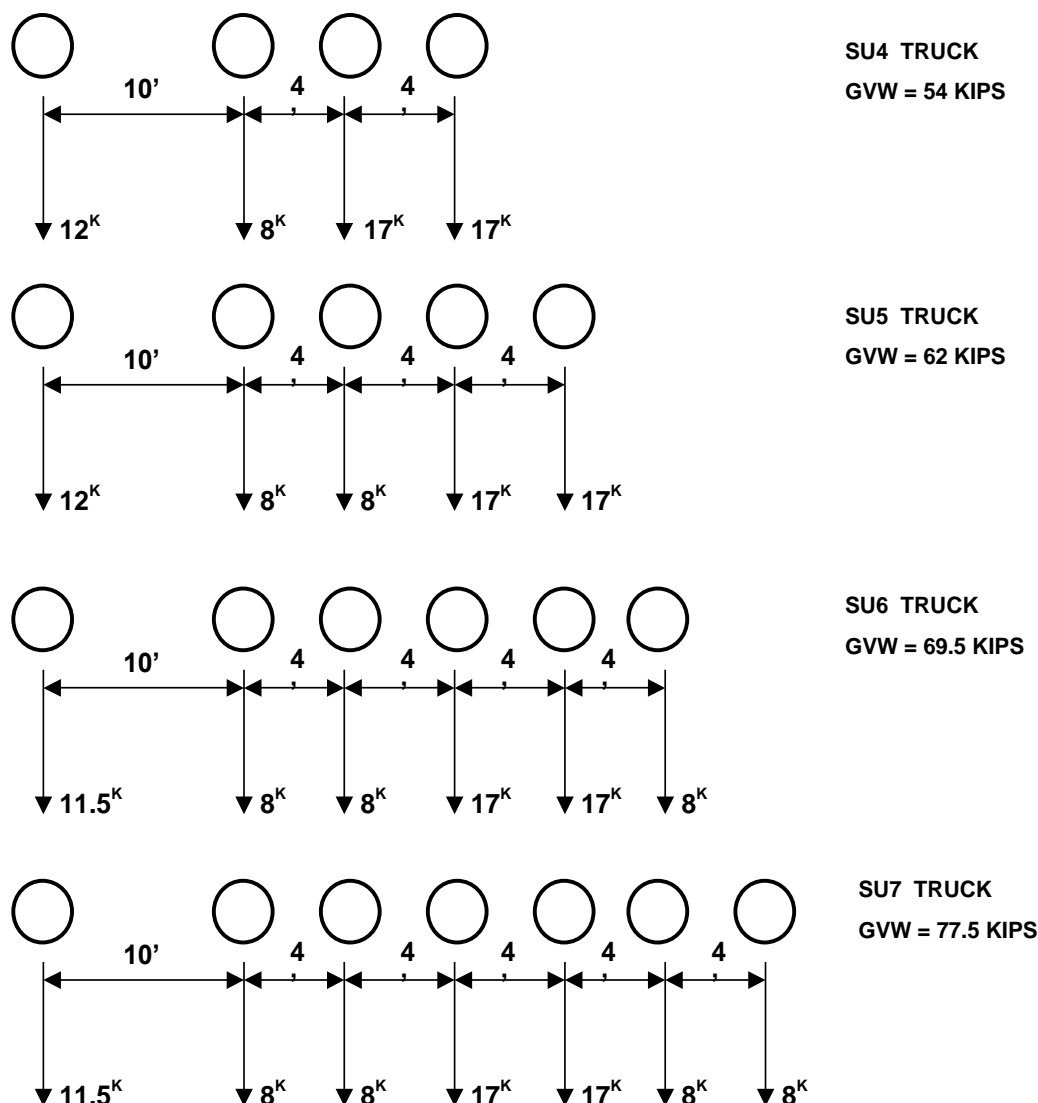 SU4 TRUCK
GVW = 54 KIPS
10’ 4’ 4’
12K 8K 17K 17K
SU5 TRUCK
GVW = 62 KIPS
10’ 4’ 4’ 4’
12K 8K 8K 17K 17K
SU6 TRUCK
GVW = 69.5 KIPS
10’ 4’ 4’ 4’ 4’
11.5K 8K 8K 17K 17K 8K
SU7 TRUCK
GVW = 77.5 KIPS
10’ 4’ 4’ 4’ 4’ 4’
11.5K 8K 8K 17K 17K 8K 8K